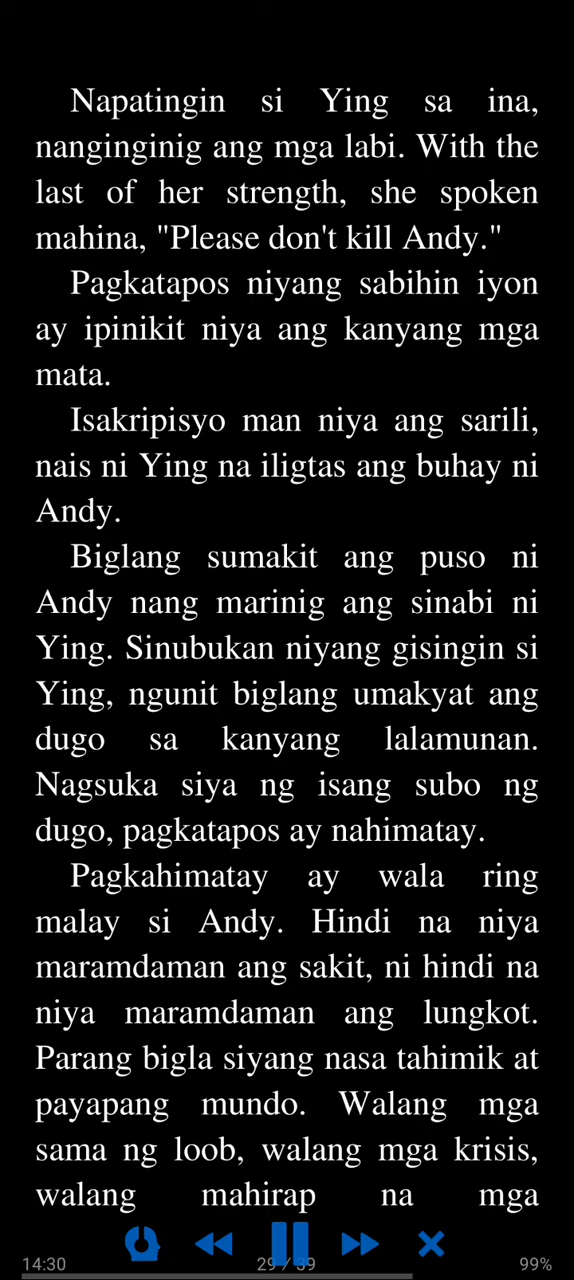 Napatingin si Ying sa ina,
nanginginig ang mga labi. With the
last of her strength, she spoken
mahina, "Please don't kill Andy."
Pagkatapos niyang sabihin iyon
ay ipinikit niya ang kanyang mga
mata.
Isakripisyo man niya ang sarili,
nais ni Ying na iligtas ang buhay ni
Andy.
Biglang sumakit ang puso ni
Andy nang marinig ang sinabi ni
Ying. Sinubukan niyang gisingin si
Ying, ngunit biglang umakyat ang
dugo sa kanyang lalamunan.
Nagsuka siya ng isang subo ng
dugo, pagkatapos ay nahimatay.
Pagkahimatay ay wala ring
malay si Andy. Hindi na niya
maramdaman ang sakit, ni hindi na
niya maramdaman ang lungkot.
Parang bigla siyang nasa tahimik at
payapang mundo. Walang mga
sama ng loob, walang mga krisis,
walang mahirap na mga
14:30 29 / 39 99%